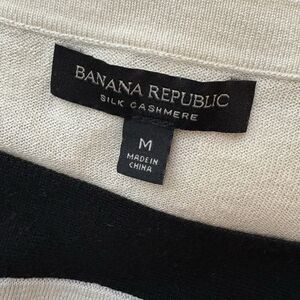 BANANA REPUBLIC
SILK CASHMERE
M
MADE IN
CHINA